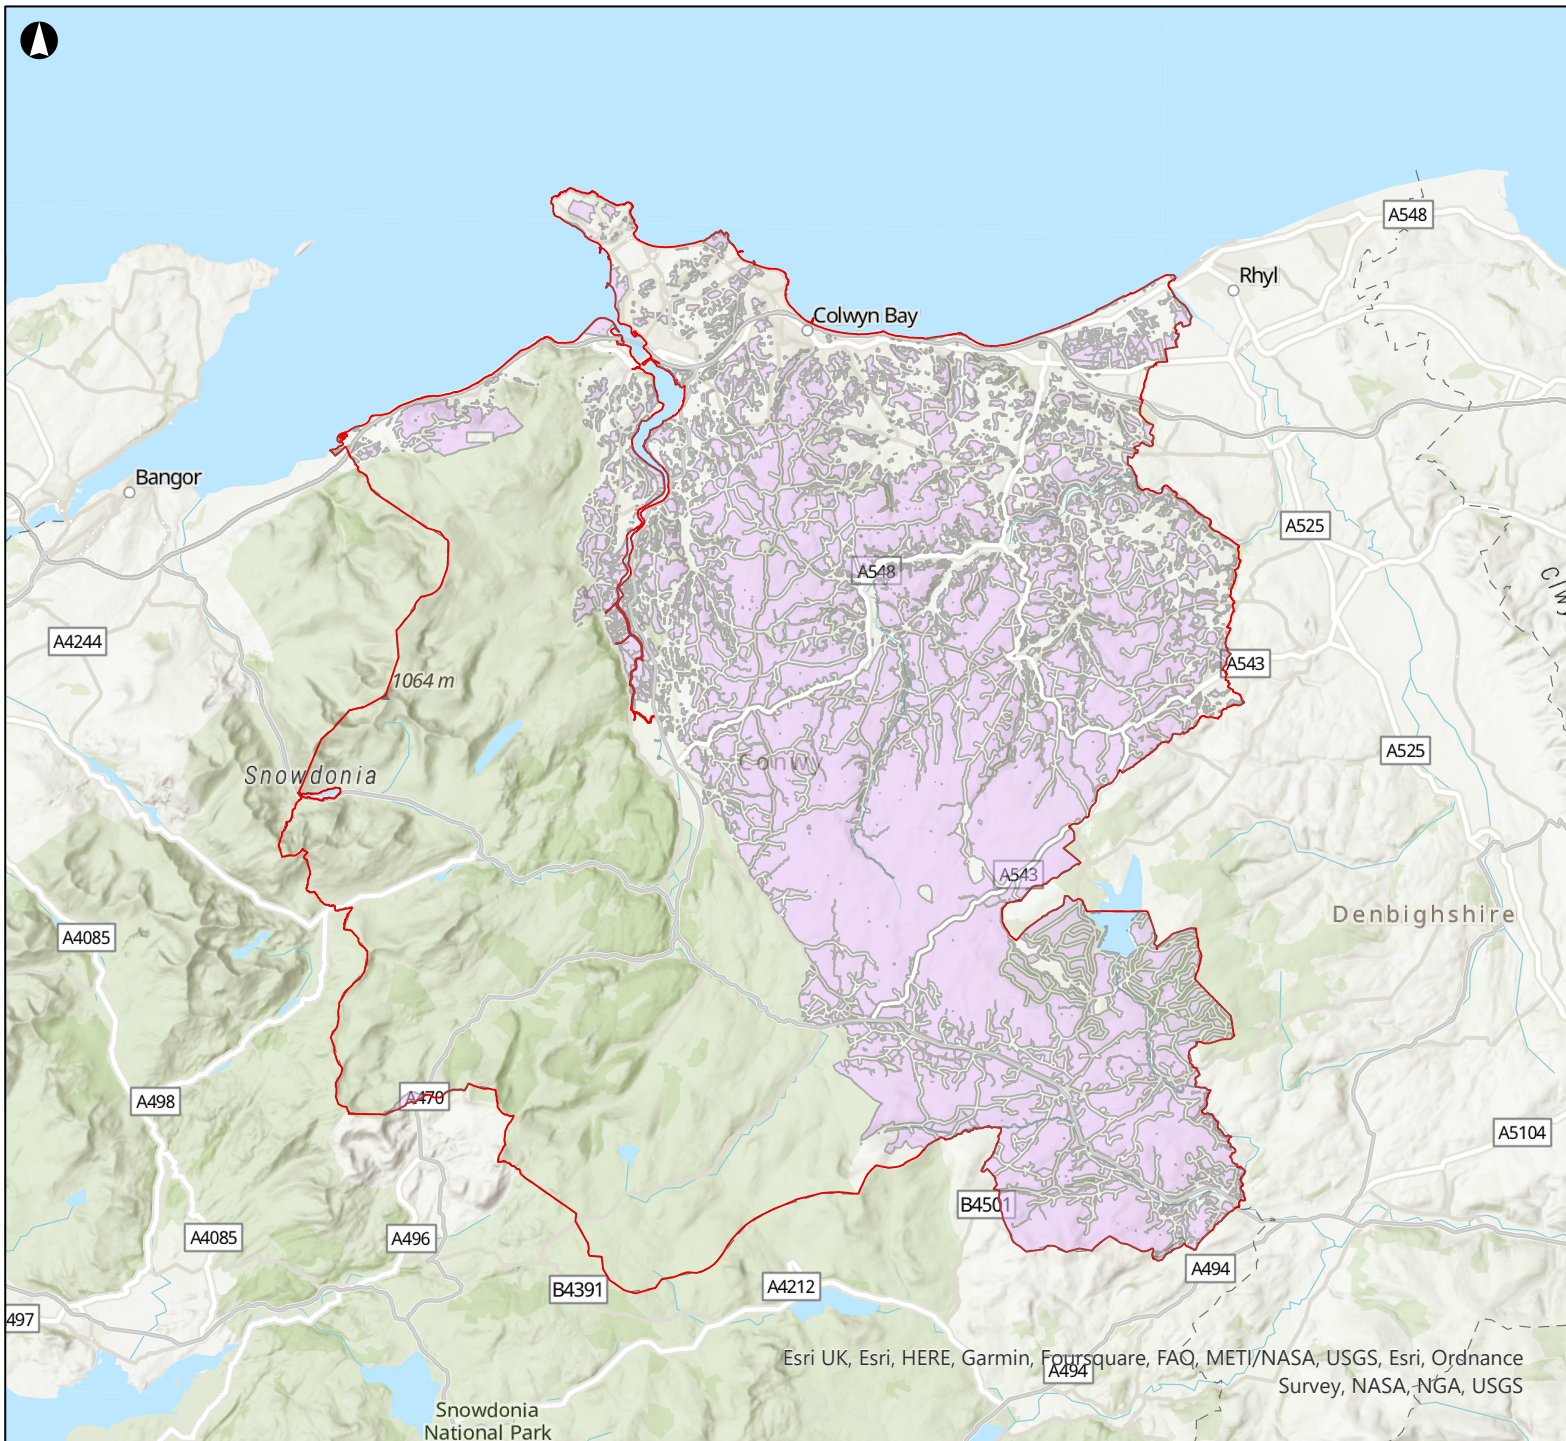 A548
Rhyl
Colwyn Bay
Bangor
A525
A548
A4244
A543
1064 m
Conwy
A525
Snowdonia
A543
Denbighshire
A4085
A470
A498
A5104
B4501
A4085
A496
A494
B4391
A4212
497
Esri UK, Esri, HERE, Garmin, Foursquare, FAO, METI/NASA, USGS, Esri, Ordnance
A494
Survey, NASA, NGA, USGS
Snowdonia
National Park